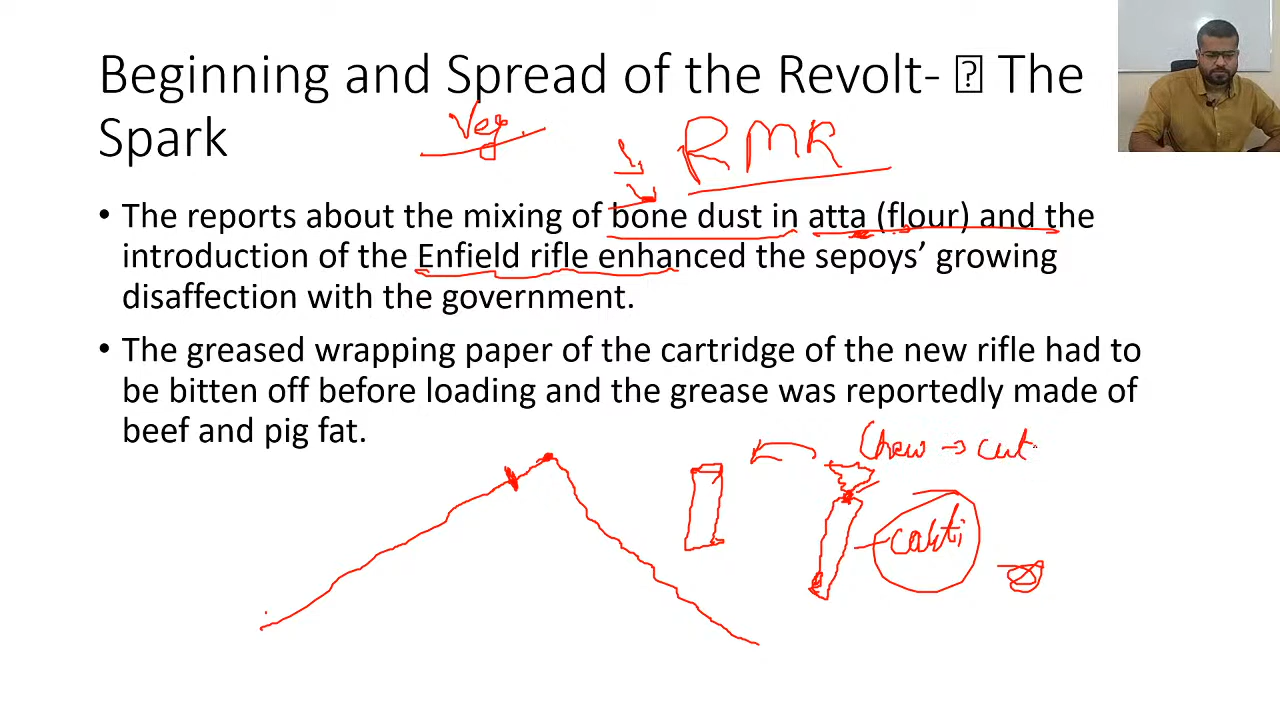 Beginning and Spread of the Revolt- ⍰ The
Spark
Veg.
RMR
• The reports about the mixing of bone dust in atta (flour) and the
introduction of the Enfield rifle enhanced the sepoys’ growing
disaffection with the government.
• The greased wrapping paper of the cartridge of the new rifle had to
be bitten off before loading and the grease was reportedly made of
beef and pig fat.
Chew → cut